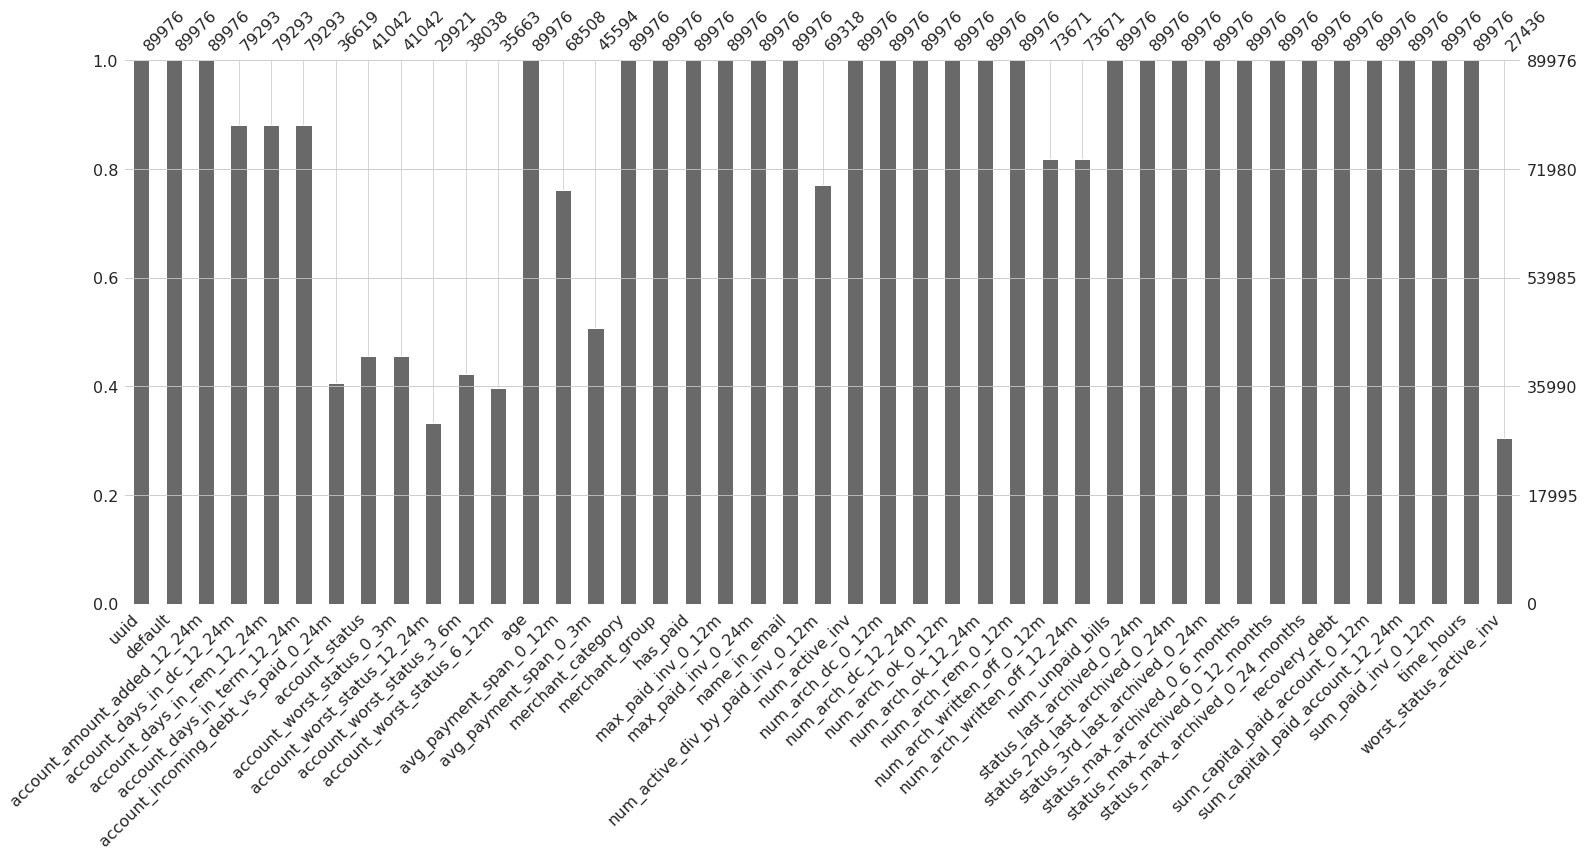 89976
89976
89976
79293
79293
79293
36619
41042
41042
29921
38038
35663
89976
68508
45594
89976
89976
89976
89976
89976
89976
69318
89976
89976
89976
89976
89976
89976
73671
73671
89976
89976
89976
89976
89976
89976
89976
89976
89976
89976
89976
89976
27436
1.0
0.8
0.6
0.4
0.2
0.0
89976
71980
53985
35990
17995
0
uuid
default
account_amount_added_12_24m
account_days_in_dc_12_24m
account_days_in_rem_12_24m
account_days_in_term_12_24m
account_incoming_debt_vs_paid_0_24m
account_status
account_worst_status_0_3m
account_worst_status_12_24m
account_worst_status_3_6m
account_worst_status_6_12m
age
avg_payment_span_0_12m
avg_payment_span_0_3m
merchant_category
merchant_group
has_paid
max_paid_inv_0_12m
max_paid_inv_0_24m
name_in_email
num_active_div_by_paid_inv_0_12m
num_active_inv
num_arch_dc_0_12m
num_arch_dc_12_24m
num_arch_ok_0_12m
num_arch_ok_12_24m
num_arch_rem_0_12m
num_arch_written_off_0_12m
num_arch_written_off_12_24m
num_unpaid_bills
status_last_archived_0_24m
status_2nd_last_archived_0_24m
status_3rd_last_archived_0_24m
status_max_archived_0_6_months
status_max_archived_0_12_months
status_max_archived_0_24_months
recovery_debt
sum_capital_paid_account_0_12m
sum_capital_paid_account_12_24m
sum_paid_inv_0_12m
time_hours
worst_status_active_inv